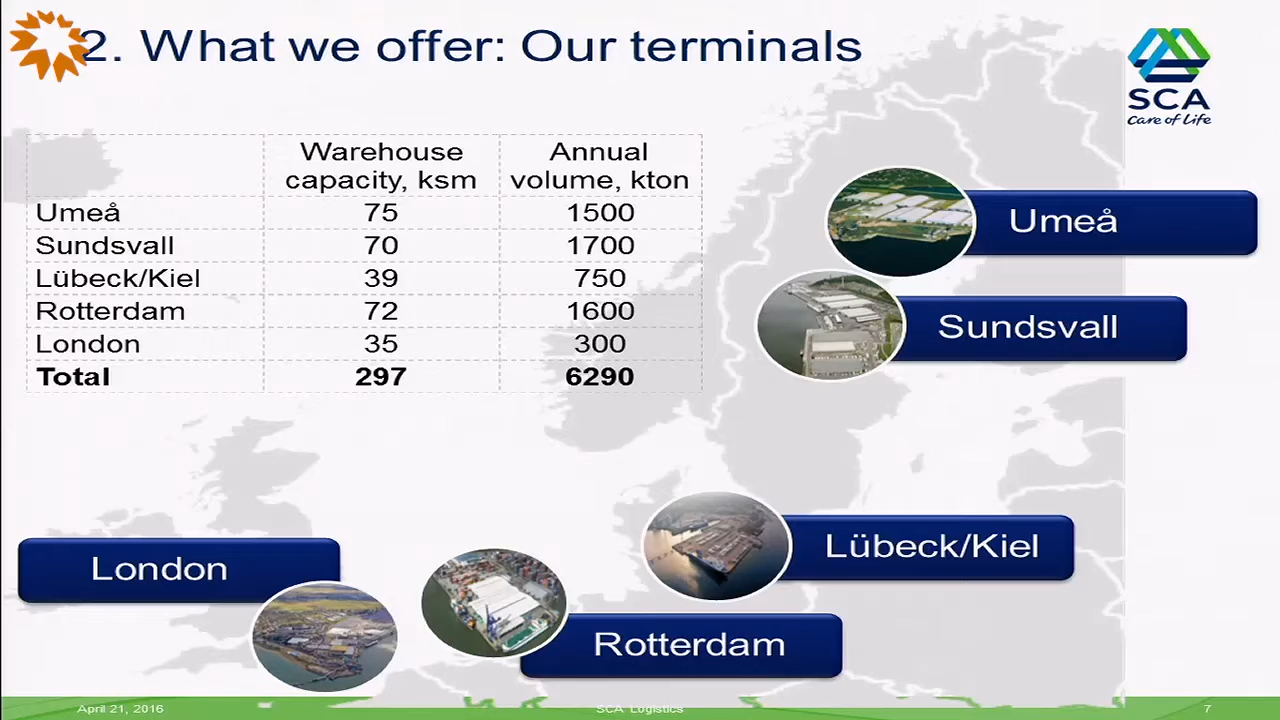 2. What we offer: Our terminals
SCA
Care of Life
Warehouse capacity, ksm Annual volume, kton
Umeå 75 1500
Sundsvall 70 1700
Lübeck/Kiel 39 750
Rotterdam 72 1600
London 35 300
Total 297 6290
Umeå
Sundsvall
Lübeck/Kiel
London
Rotterdam
April 21, 2016 SCA Logistics 7